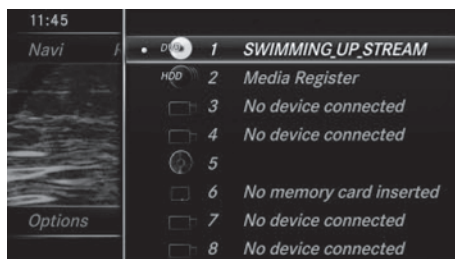 11:45
Navi
DVD 1 SWIMMING_UP_STREAM
HDD 2 Media Register
3 No device connected
4 No device connected
5
6 No memory card inserted
Options
7 No device connected
8 No device connected